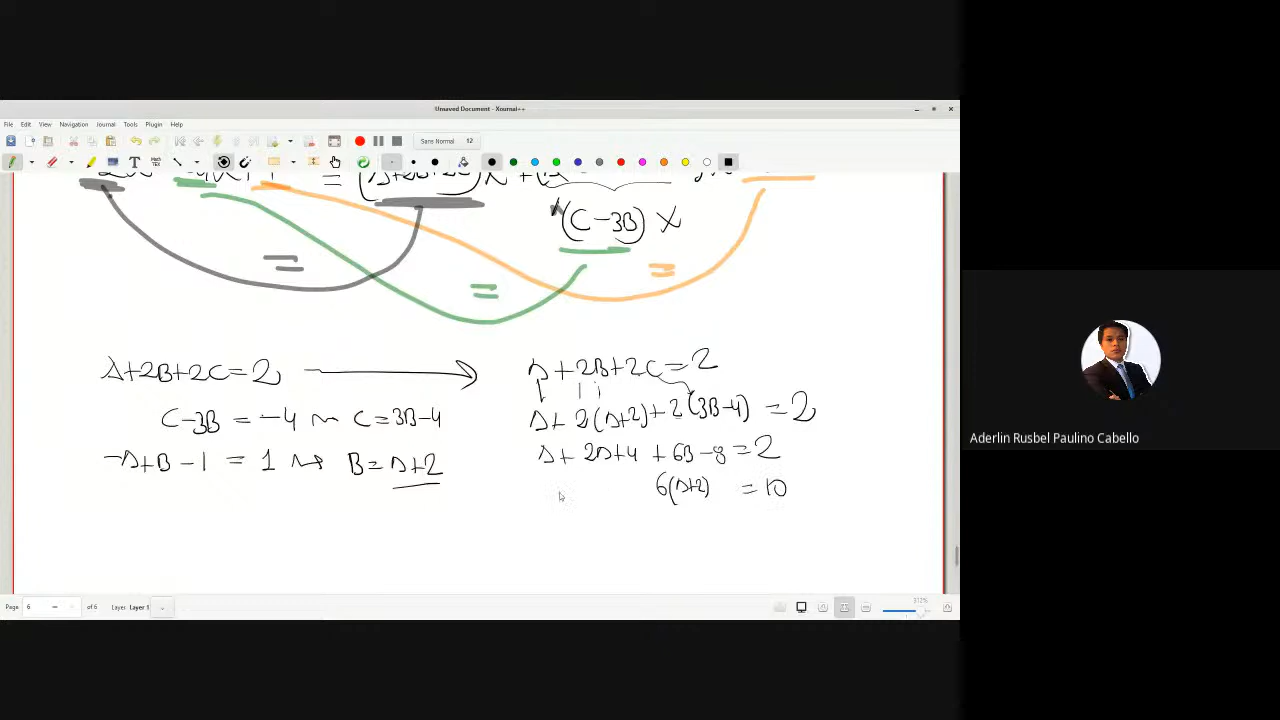 Unsaved Document - Xournal++
File Edit View Navigation Journal Tools Plugin Help
Sans Normal 12
(C-3B) X
=
=
=
A+2B+2C=2
A+2B+2C=2
C-3B = -4 ⇝ C=3B-4
A+ 2(A+2)+2(3B-4) =2
-A+B-1 = 1 ⇝ B=A+2
A+ 2A+4 +6B-8=2
6(A+2) =10
Page 6 of 6 Layer Layer 1
312%
Aderlin Rusbel Paulino Cabello